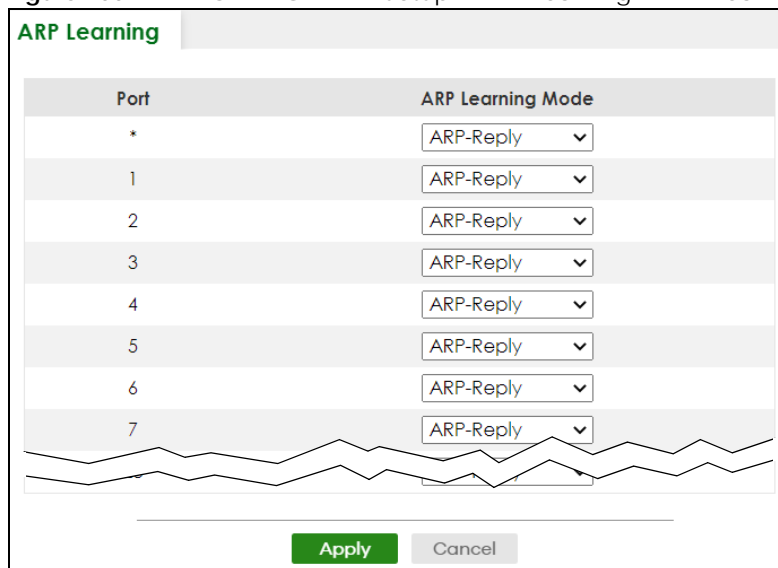 ARP Learning
Port ARP Learning Mode
* ARP-Reply
1 ARP-Reply
2 ARP-Reply
3 ARP-Reply
4 ARP-Reply
5 ARP-Reply
6 ARP-Reply
7 ARP-Reply
Apply Cancel